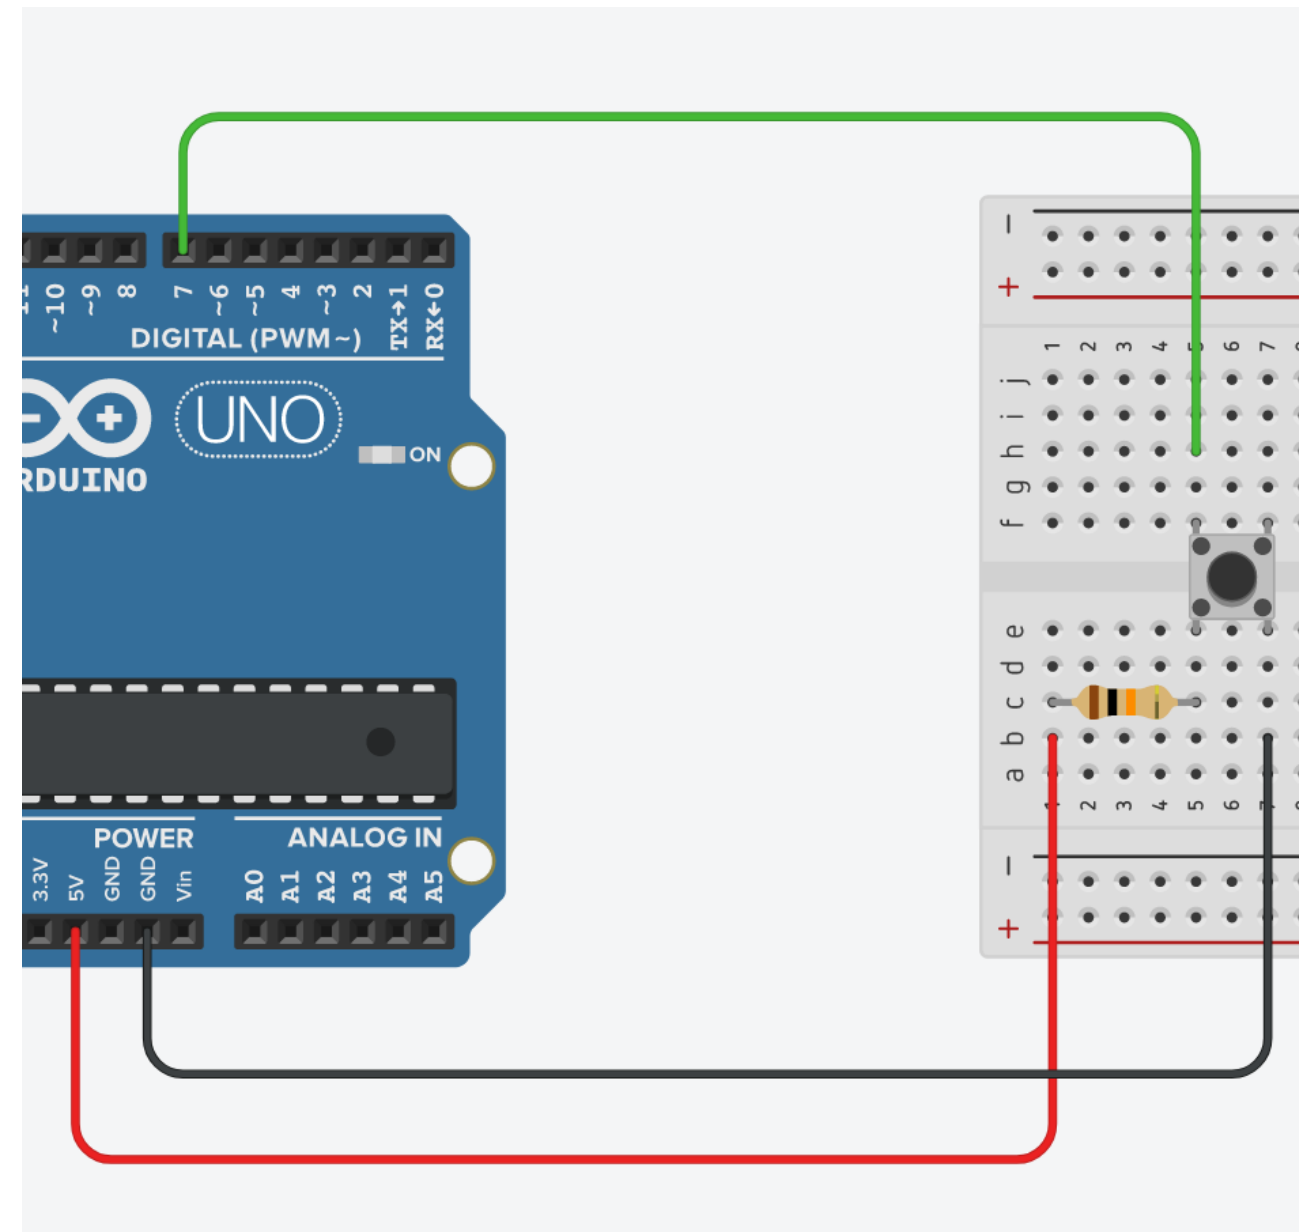 − −
+ +
11 ~10 ~9 8 7 ~6 ~5 4 ~3 2 TX→1 RX←0
DIGITAL (PWM~)
UNO
ON
RDUINO
1 2 3 4 5 6 7
j
i
h
g
f
e
d
c
b
a
1 2 3 4 5 6 7
POWER ANALOG IN
3.3V 5V GND GND Vin A0 A1 A2 A3 A4 A5
−
+